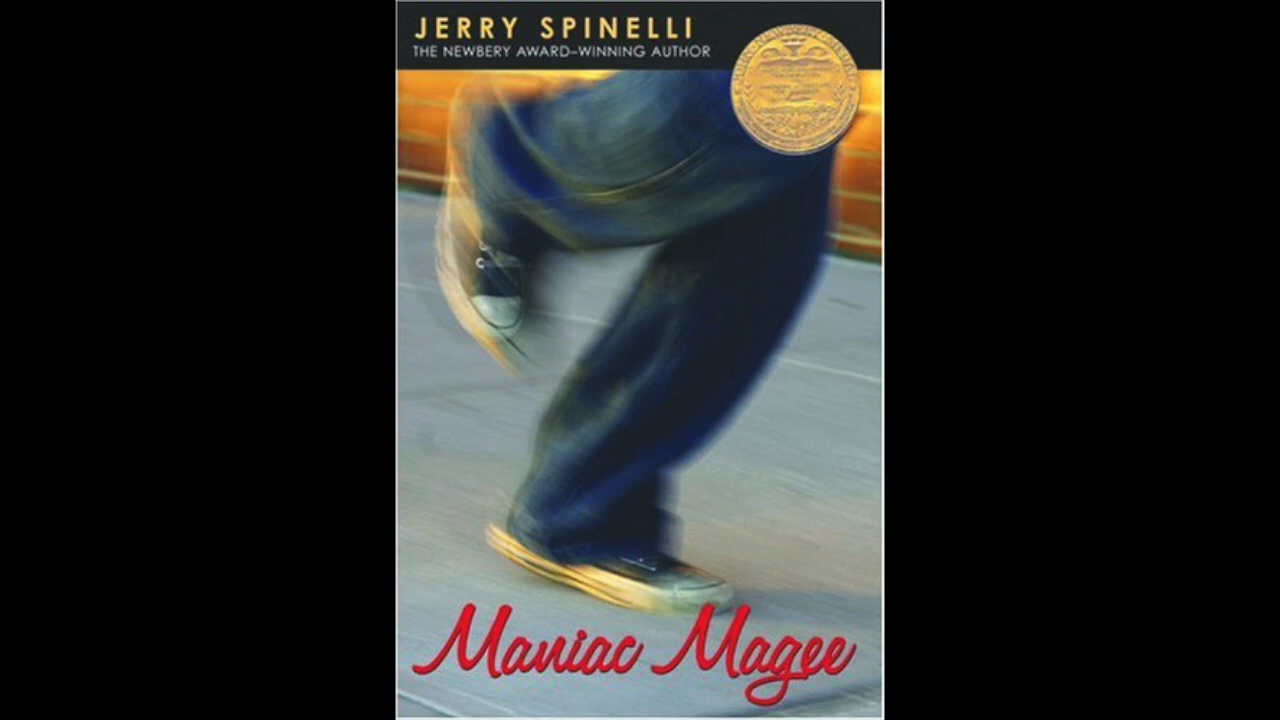 JERRY SPINELLI
THE NEWBERY AWARD–WINNING AUTHOR
Maniac Magee